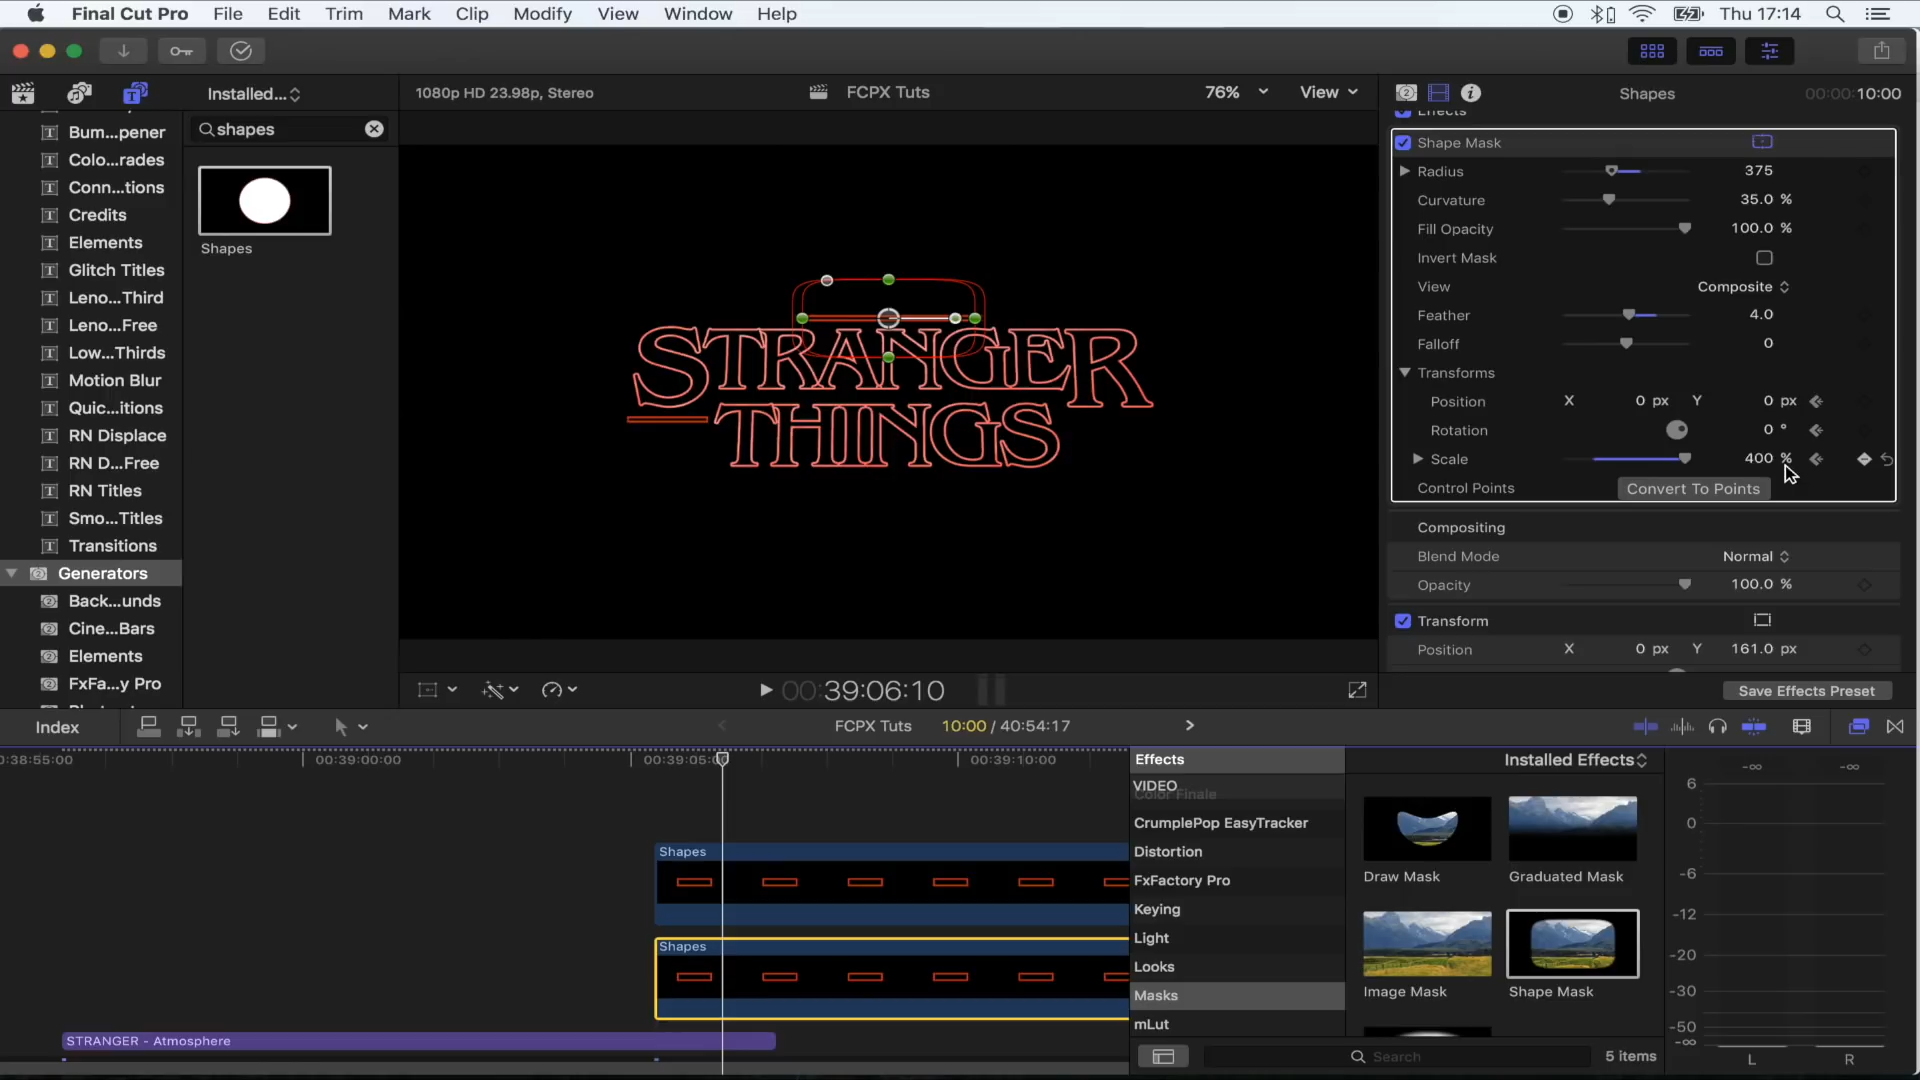 Final Cut Pro File Edit Trim Mark Clip Modify View Window Help Thu 17:14
Installed...
1080p HD 23.98p, Stereo
FCPX Tuts
76%
View
Shapes
00:00:10:00
shapes
Bum...pener
Colo...rades
Conn...tions
Credits
Elements
Glitch Titles
Leno...Third
Leno...Free
Low...Thirds
Motion Blur
Quic...itions
RN Displace
RN D...Free
RN Titles
Smo...Titles
Transitions
Generators
Back...unds
Cine...Bars
Elements
FxFa...y Pro
Shapes
STRANGER
THINGS
Effects
Shape Mask
Radius 375
Curvature 35.0 %
Fill Opacity 100.0 %
Invert Mask
View Composite
Feather 4.0
Falloff 0
Transforms
Position X 0 px Y 0 px
Rotation 0 °
Scale 400 %
Control Points Convert To Points
Compositing
Blend Mode Normal
Opacity 100.0 %
Transform
Position X 0 px Y 161.0 px
Save Effects Preset
00:39:06:10
Index
FCPX Tuts
10:00 / 40:54:17
0:38:55:00 00:39:00:00 00:39:05:00 00:39:10:00
Shapes
Shapes
STRANGER - Atmosphere
Effects
Installed Effects
VIDEO
Color Finale
CrumplePop EasyTracker
Distortion
FxFactory Pro
Keying
Light
Looks
Masks
mLut
Draw Mask
Graduated Mask
Image Mask
Shape Mask
Search
5 items
-∞ -∞
6
0
-6
-12
-20
-30
-50
-∞
L R